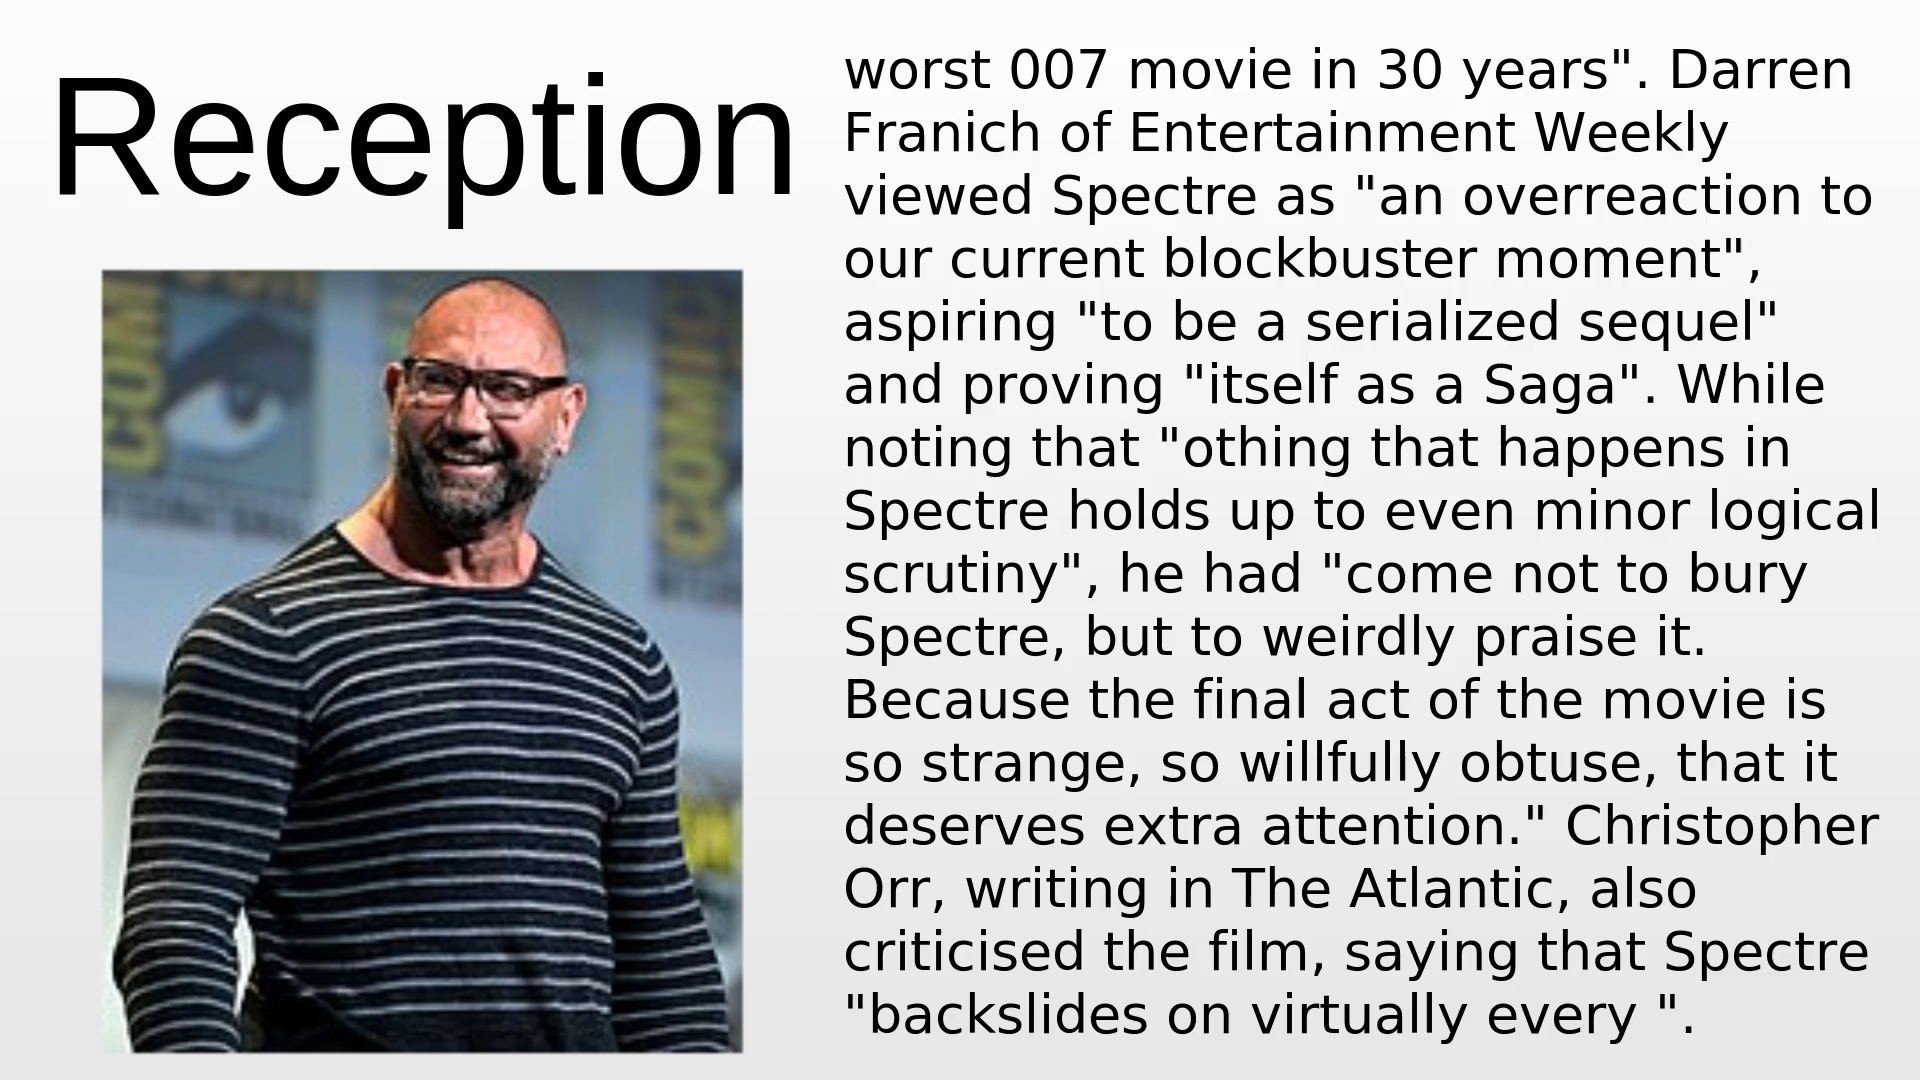 Reception
worst 007 movie in 30 years". Darren
Franich of Entertainment Weekly
viewed Spectre as "an overreaction to
our current blockbuster moment",
aspiring "to be a serialized sequel"
and proving "itself as a Saga". While
noting that "othing that happens in
Spectre holds up to even minor logical
scrutiny", he had "come not to bury
Spectre, but to weirdly praise it.
Because the final act of the movie is
so strange, so willfully obtuse, that it
deserves extra attention." Christopher
Orr, writing in The Atlantic, also
criticised the film, saying that Spectre
"backslides on virtually every ".
COM
COMIC